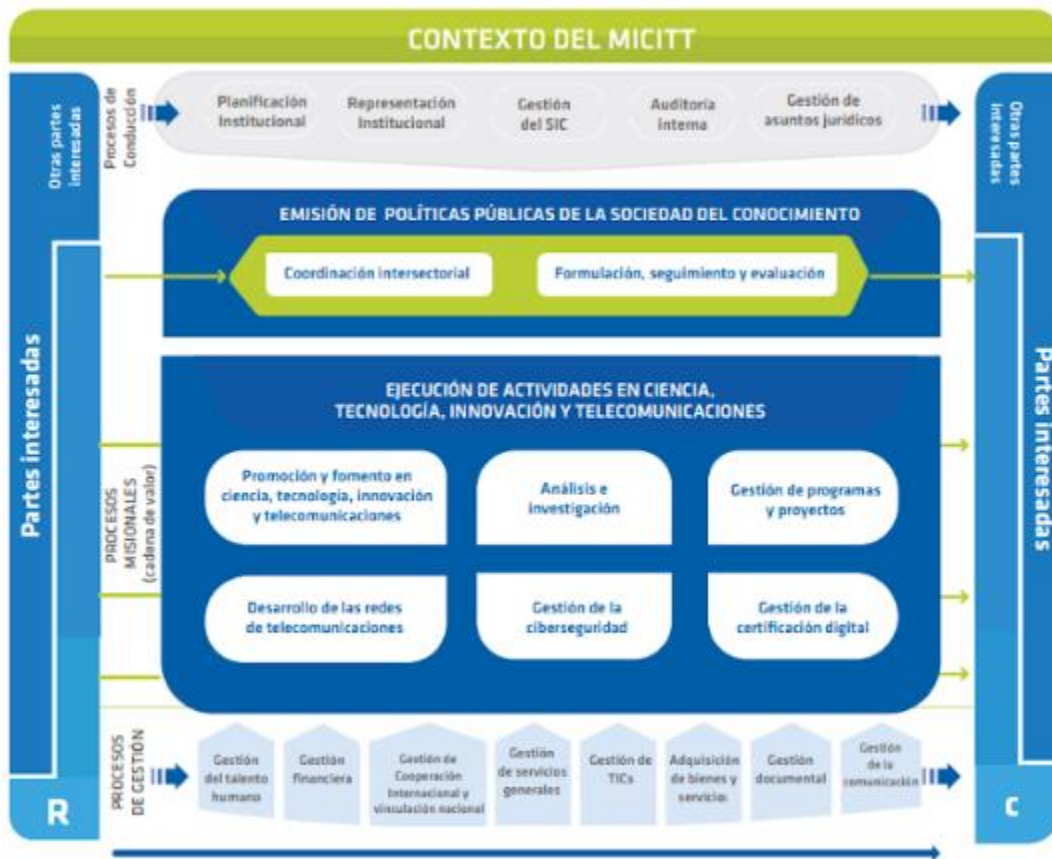 CONTEXTO DEL MICITT
Otras partes
interesadas
Procesos de
Conducción
Planificación
Institucional
Representación
Institucional
Gestión
del SIC
Auditoría
interna
Gestión de
asuntos jurídicos
Otras partes
interesadas
EMISIÓN DE POLÍTICAS PÚBLICAS DE LA SOCIEDAD DEL CONOCIMIENTO
Coordinación intersectorial
Formulación, seguimiento y evaluación
Partes interesadas
PROCESOS
MISIONALES
(cadena de valor)
EJECUCIÓN DE ACTIVIDADES EN CIENCIA,
TECNOLOGÍA, INNOVACIÓN Y TELECOMUNICACIONES
Promoción y fomento en
ciencia, tecnología, innovación
y telecomunicaciones
Análisis e
investigación
Gestión de programas
y proyectos
Desarrollo de las redes
de telecomunicaciones
Gestión de la
ciberseguridad
Gestión de la
certificación digital
Partes interesadas
PROCESOS
DE GESTIÓN
Gestión
del talento
humano
Gestión
financiera
Gestión de
Cooperación
Internacional y
vinculación nacional
Gestión
de servicios
generales
Gestión de
TICs
Adquisición
de bienes y
servicios
Gestión
documental
Gestión
de la
comunicación
R
C